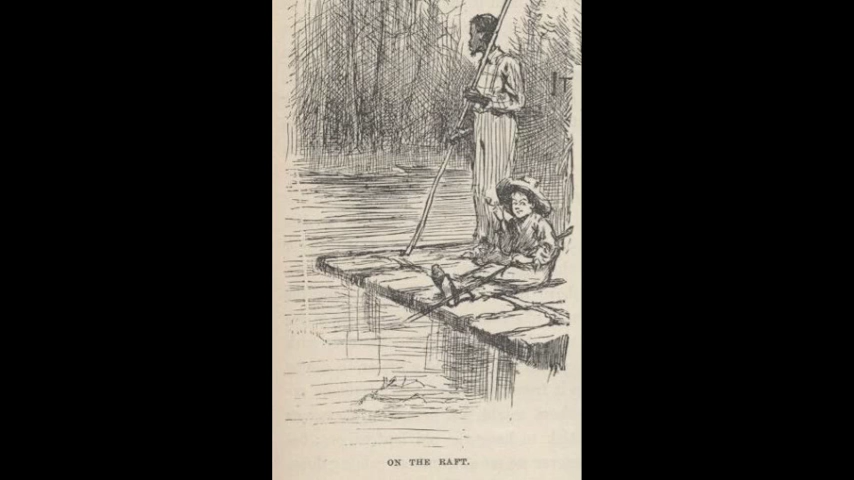 IT
ON THE RAFT.